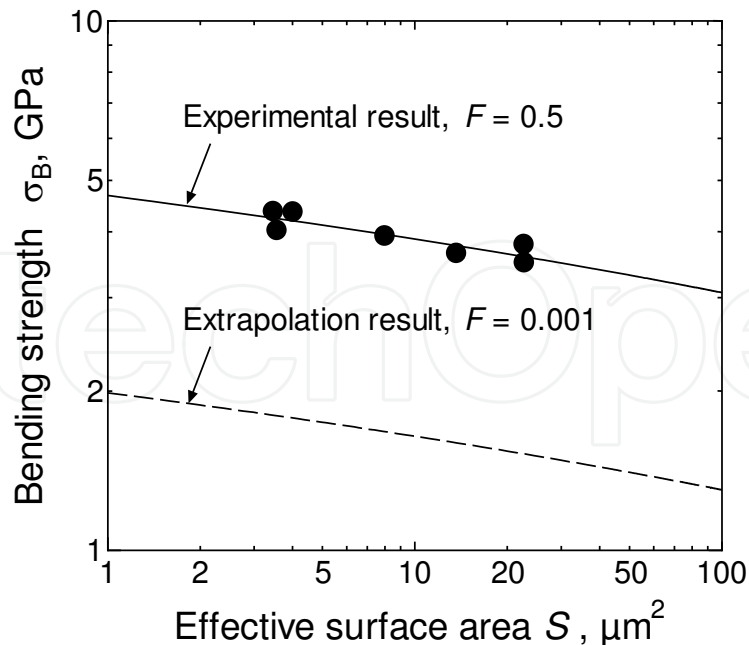 10
Experimental result, F = 0.5
5
Extrapolation result, F = 0.001
2
1
Bending strength σB, GPa
1 2 5 10 20 50 100
Effective surface area S , μm²
techOpe